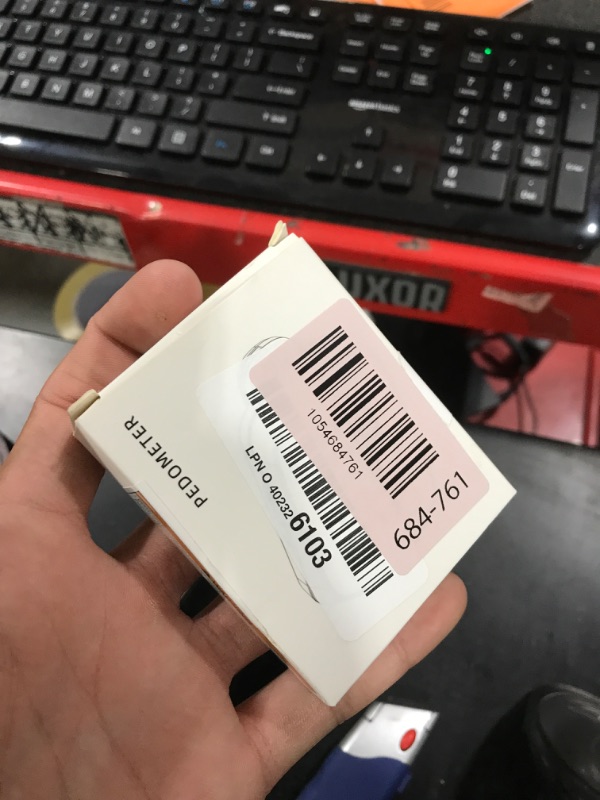 amazonbasics
LUXOR
PEDOMETER
1054684761
684-761
LPN O 40232 6103